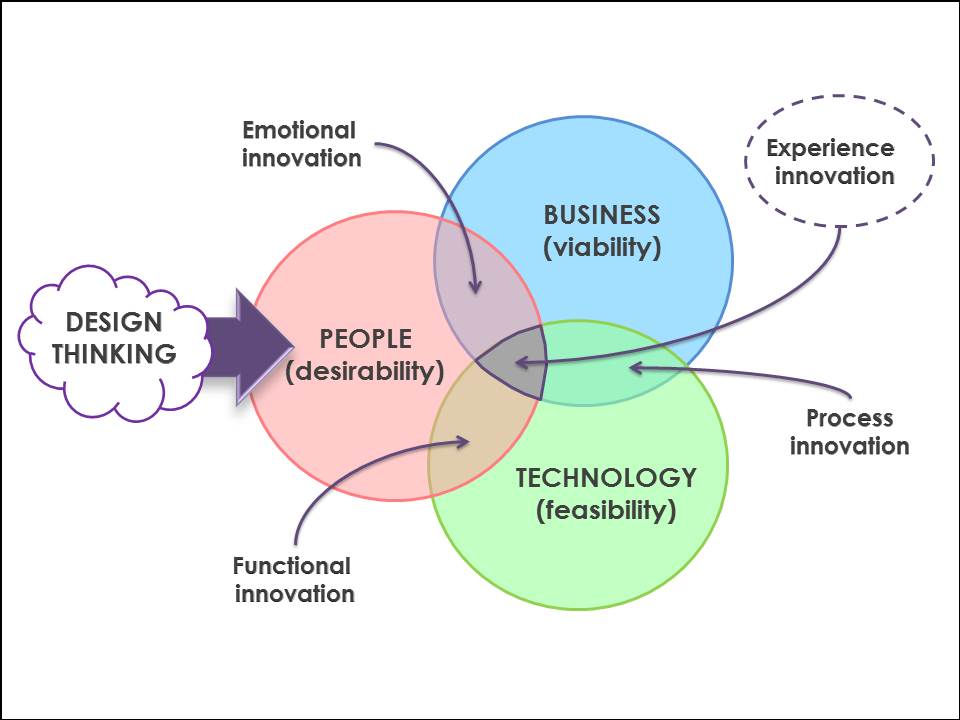 Emotional
innovation
Experience
innovation
BUSINESS
(viability)
DESIGN
THINKING
PEOPLE
(desirability)
Process
innovation
TECHNOLOGY
(feasibility)
Functional
innovation